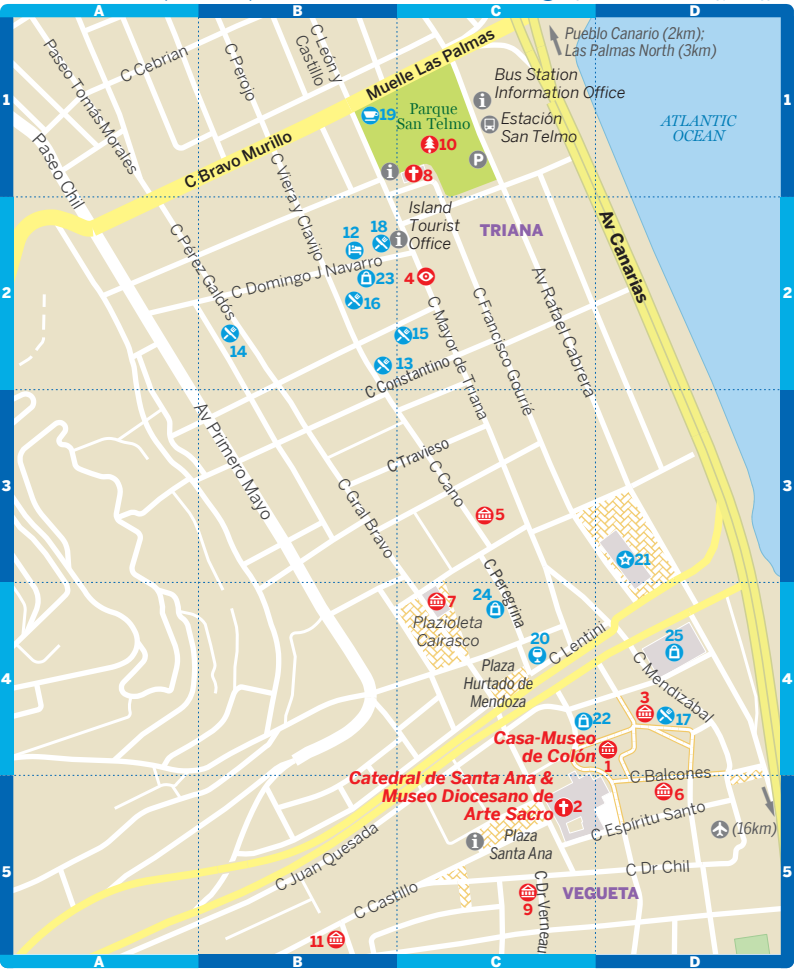 A
B
C
D
Pueblo Canario (2km);
Las Palmas North (3km)
Paseo Tomás Morales
C Cebrian
C Perojo
C León y
Castillo
Muelle Las Palmas
Bus Station
Information Office
1
1
19
Parque
San Telmo
Estación
San Telmo
ATLANTIC
OCEAN
10
P
Paseo Chil
C Bravo Murillo
8
C Viera y Clavijo
Island
Tourist
Office
TRIANA
Av Canarias
12
18
C Pérez Galdós
C Domingo J Navarro
23
4
2
2
16
C Mayor de Triana
C Francisco Gourié
Av Rafael Cabrera
14
15
13
C Constantino
Av Primero Mayo
C Travieso
C Cano
3
3
C Gral Bravo
5
21
C Peregrina
7
24
Plazioleta
Cairasco
20
C Lentini
25
Plaza
Hurtado de
Mendoza
C Mendizábal
4
4
3
17
22
Casa-Museo
de Colón
1
Catedral de Santa Ana &
Museo Diocesano de
Arte Sacro
2
C Balcones
6
C Espíritu Santo
(16km)
Plaza
Santa Ana
C Juan Quesada
5
5
C Dr Chil
C Castillo
C Dr Verneau
VEGUETA
9
11
A
B
C
D